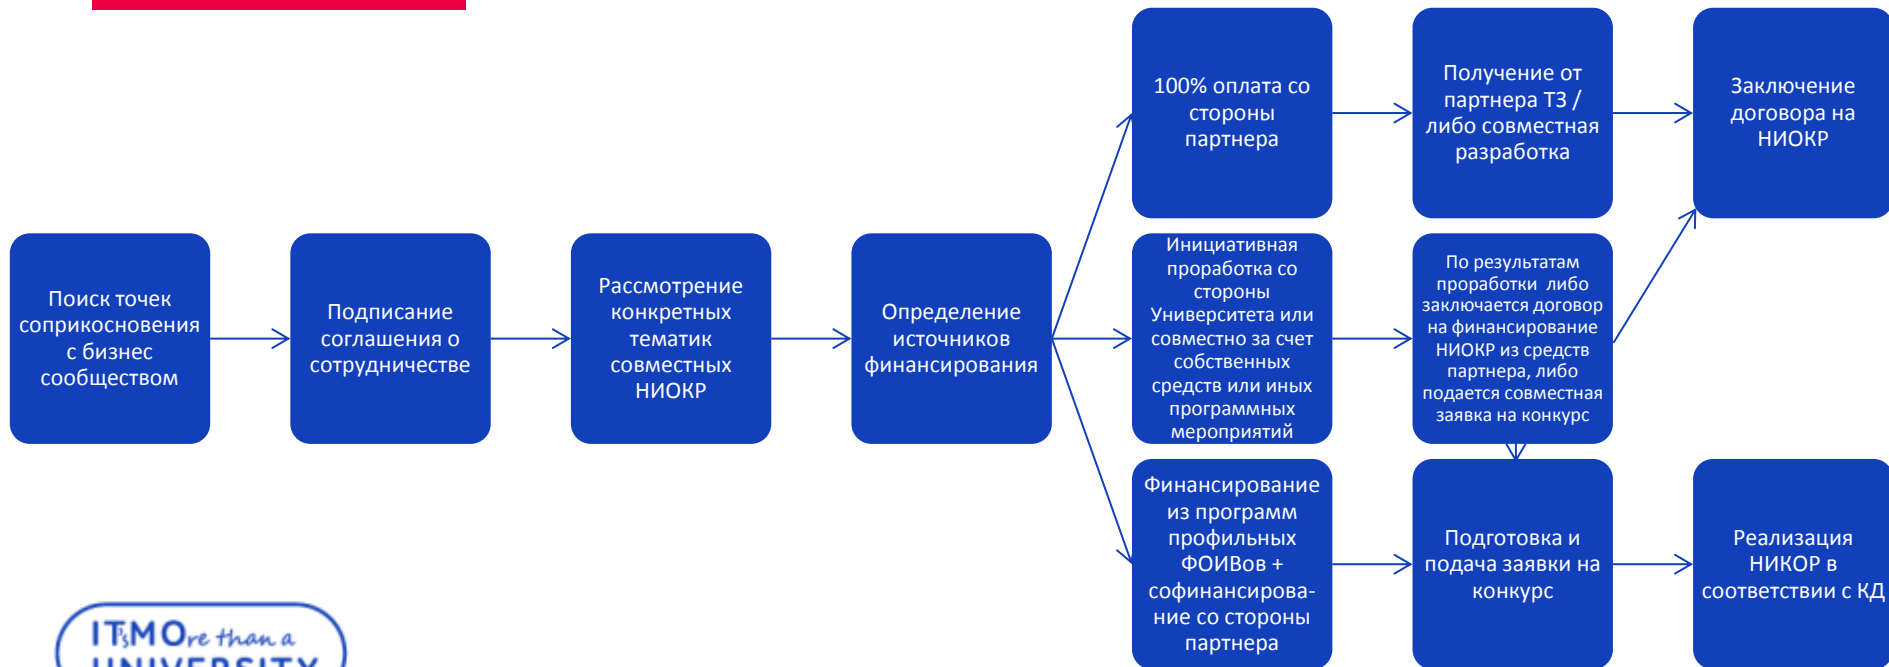 Поиск точек
соприкосновения
с бизнес
сообществом
Подписание
соглашения о
сотрудничестве
Рассмотрение
конкретных
тематик
совместных
НИОКР
Определение
источников
финансирования
100% оплата со
стороны
партнера
Получение от
партнера ТЗ /
либо совместная
разработка
Заключение
договора на
НИОКР
Инициативная
проработка со
стороны
Университета или
совместно за счет
собственных
средств или иных
программных
мероприятий
По результатам
проработки либо
заключается договор
на финансирование
НИОКР из средств
партнера, либо
подается совместная
заявка на конкурс
Финансирование
из программ
профильных
ФОИВов +
софинансирова-
ние со стороны
партнера
Подготовка и
подача заявки на
конкурс
Реализация
НИКОР в
соответствии с КД
IT'sMOre than a
UNIVERSITY